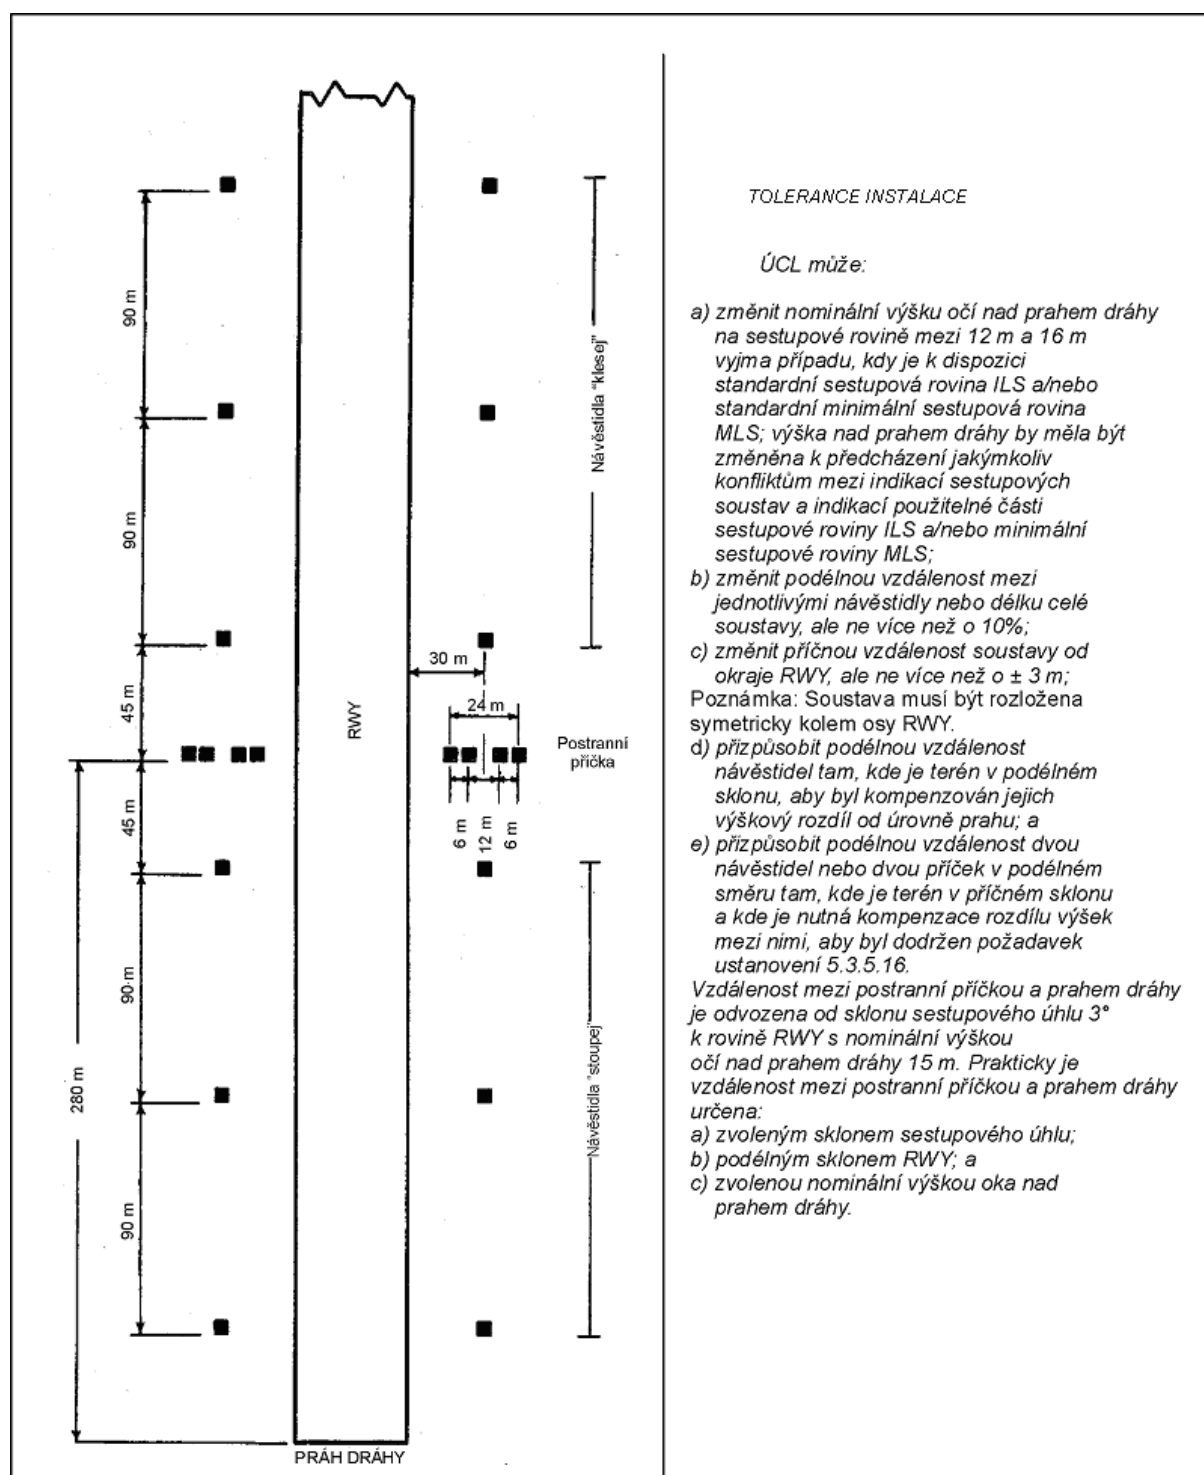 90 m
90 m
45 m
45 m
90 m
90 m
280 m
RWY
PRÁH DRÁHY
30 m
24 m
6 m
12 m
6 m
Návěstidla "klesej"
Postranní
příčka
Návěstidla "stoupej"
TOLERANCE INSTALACE
ÚCL může:
a) změnit nominální výšku očí nad prahem dráhy
na sestupové rovině mezi 12 m a 16 m
vyjma případu, kdy je k dispozici
standardní sestupová rovina ILS a/nebo
standardní minimální sestupová rovina
MLS; výška nad prahem dráhy by měla být
změněna k předcházení jakýmkoliv
konfliktům mezi indikací sestupových
soustav a indikací použitelné části
sestupové roviny ILS a/nebo minimální
sestupové roviny MLS;
b) změnit podélnou vzdálenost mezi
jednotlivými návěstidly nebo délku celé
soustavy, ale ne více než o 10%;
c) změnit příčnou vzdálenost soustavy od
okraje RWY, ale ne více než o ± 3 m;
Poznámka: Soustava musí být rozložena
symetricky kolem osy RWY.
d) přizpůsobit podélnou vzdálenost
návěstidel tam, kde je terén v podélném
sklonu, aby byl kompenzován jejich
výškový rozdíl od úrovně prahu; a
e) přizpůsobit podélnou vzdálenost dvou
návěstidel nebo dvou příček v podélném
směru tam, kde je terén v příčném sklonu
a kde je nutná kompenzace rozdílu výšek
mezi nimi, aby byl dodržen požadavek
ustanovení 5.3.5.16.
Vzdálenost mezi postranní příčkou a prahem dráhy
je odvozena od sklonu sestupového úhlu 3°
k rovině RWY s nominální výškou
očí nad prahem dráhy 15 m. Prakticky je
vzdálenost mezi postranní příčkou a prahem dráhy
určena:
a) zvoleným sklonem sestupového úhlu;
b) podélným sklonem RWY; a
c) zvolenou nominální výškou oka nad
prahem dráhy.